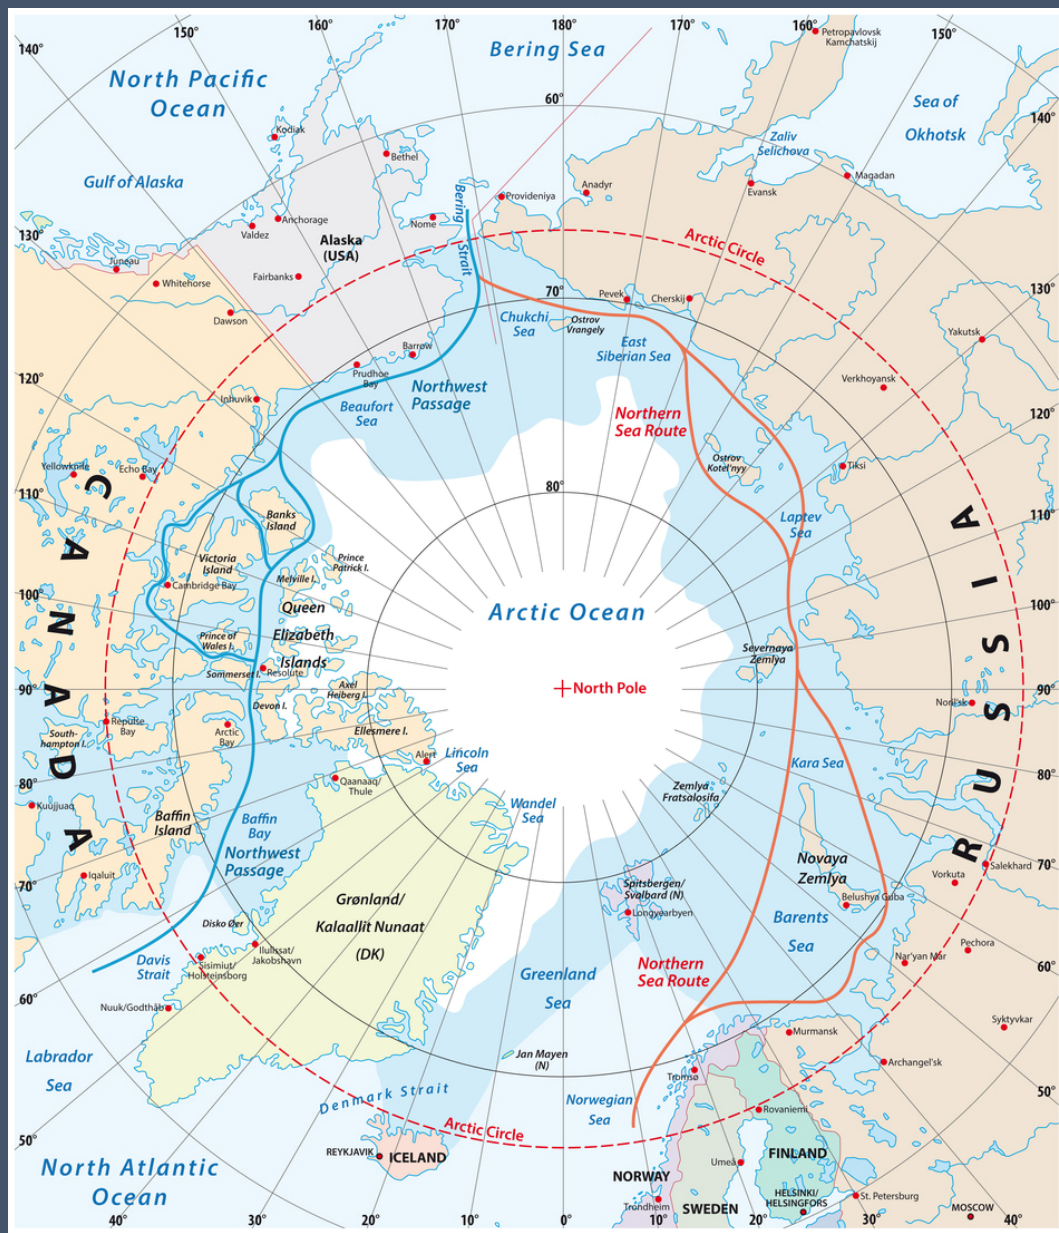 140°
150°
160°
170°
180°
170°
160°
150°
Petropavlovsk
Kamchatskij
Bering Sea
North Pacific
Ocean
60°
Sea of
Okhotsk
140°
Kodiak
Bethel
Zaliv
Selichova
Gulf of Alaska
Evansk
Magadan
Bering
Strait
Provideniya
Anadyr
130°
Anchorage
Valdez
Nome
Alaska
(USA)
Arctic Circle
Juneau
Whitehorse
Fairbanks
Dawson
70°
Pevek
Cherskij
130°
Chukchi
Sea
Ostrov
Vrangely
East
Siberian Sea
Yakutsk
Barrow
Prudhoe
Bay
120°
Northwest
Passage
Verkhoyansk
Inhuvik
Beaufort
Sea
Northern
Sea Route
120°
Yellowknife
Echo Bay
Ostrov
Kotel'nyy
Tiksi
110°
80°
CANADA
Banks
Island
Laptev
Sea
110°
RUSSIA
Victoria
Island
Prince
Patrick I.
Cambridge Bay
Melville I.
100°
Queen
Elizabeth
Islands
Arctic Ocean
100°
Prince of
Wales I.
Sommerset I.
Resolute
Severnaya
Zemlya
90°
Axel
Heiberg I.
North Pole
90°
Devon I.
Noril'sk
Repulse
Bay
South-
hampton I.
Arctic
Bay
Ellesmere I.
Alert
Lincoln
Sea
Kara Sea
80°
Qaanaaq/
Thule
80°
Kuujjuaq
Zemlya
Fratsalosifa
Wandel
Sea
Baffin
Island
Baffin
Bay
Northwest
Passage
Novaya
Zemlya
70°
Salekhard
Vorkuta
Iqaluit
70°
Spitsbergen/
Svalbard (N)
Longyearbyen
Belushya Guba
Grønland/
Kalaallit Nunaat
(DK)
Disko Øer
Barents
Sea
Pechora
Ilulissat/
Jakobshavn
Nar'yan Mar
Davis
Strait
Sisimiut/
Holsteinsborg
Greenland
Sea
Northern
Sea Route
60°
60°
Nuuk/Godthåb
Syktyvkar
Murmansk
Labrador
Sea
Jan Mayen
(N)
Archangel'sk
50°
Tromsø
Denmark Strait
Norwegian
Sea
Rovaniemi
Arctic Circle
50°
REYKJAVIK
ICELAND
FINLAND
North Atlantic
Ocean
Umeå
NORWAY
HELSINKI/
HELSINGFORS
St. Petersburg
Trondheim
SWEDEN
MOSCOW
40°
30°
20°
10°
0°
10°
20°
30°
40°